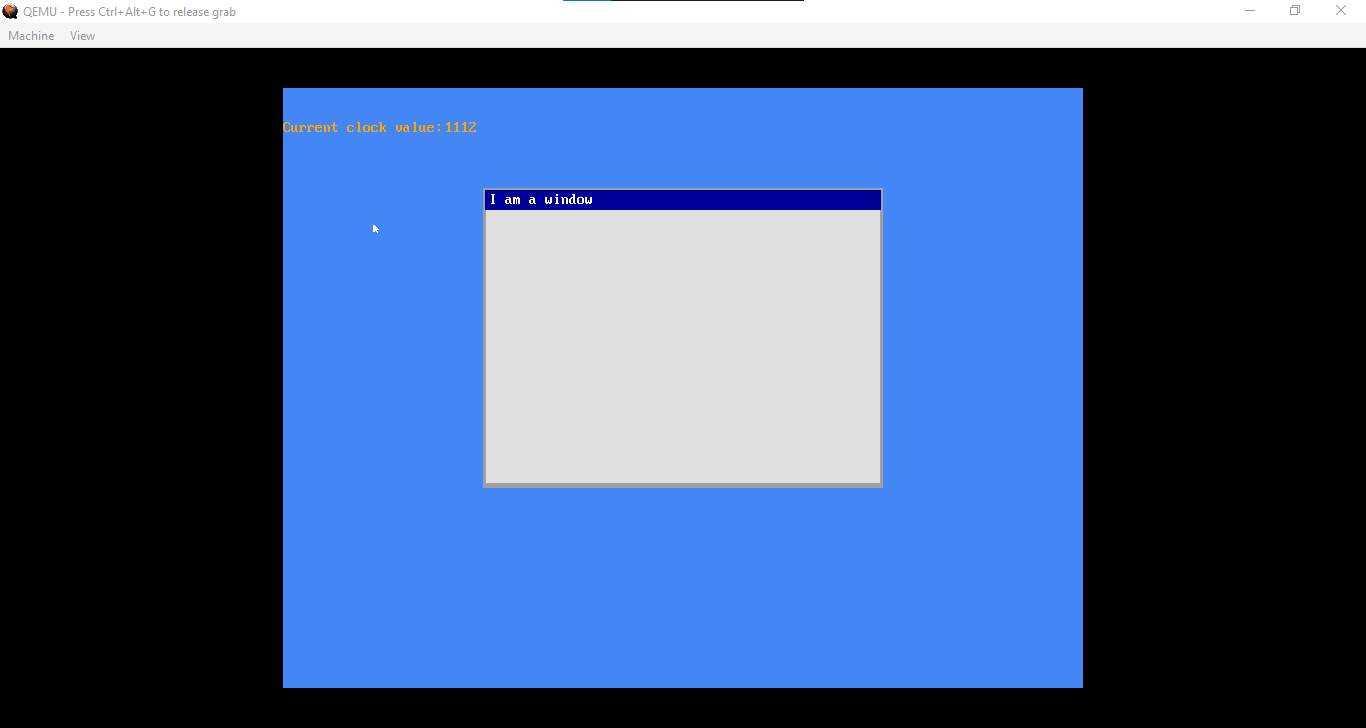 QEMU - Press Ctrl+Alt+G to release grab
Machine View
Current clock value:1112
I am a window